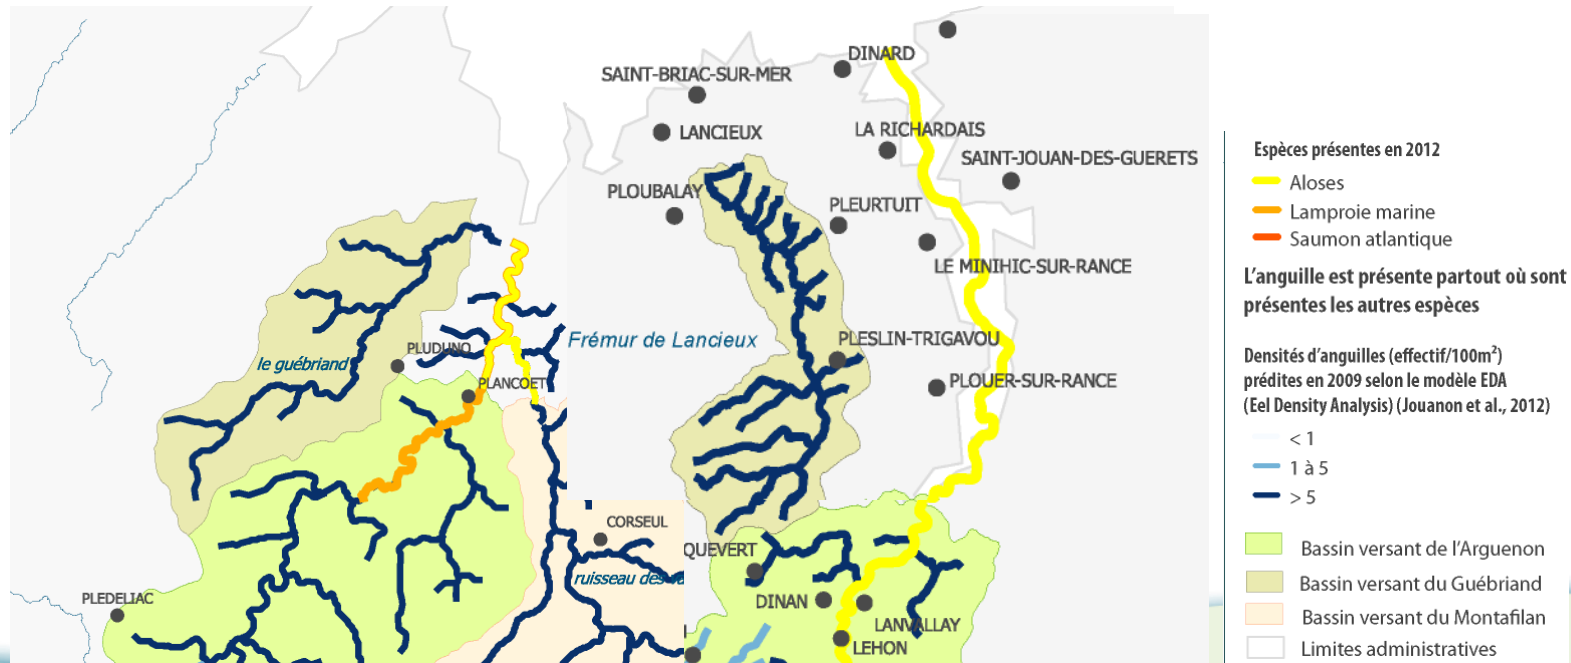 DINARD
SAINT-BRIAC-SUR-MER
LANCIEUX
LA RICHARDAIS
SAINT-JOUAN-DES-GUERETS
PLOUBALAY
PLEURTUIT
LE MINIHIC-SUR-RANCE
Frémur de Lancieux
PLESLIN-TRIGAVOU
PLUDUNO
le guébriand
PLANCOET
PLOUER-SUR-RANCE
CORSEUL
QUEVERT
ruisseau des
PLEDELIAC
DINAN
LANVALLAY
LEHON
Espèces présentes en 2012
Aloses
Lamproie marine
Saumon atlantique
L'anguille est présente partout où sont
présentes les autres espèces
Densités d'anguilles (effectif/100m²)
prédites en 2009 selon le modèle EDA
(Eel Density Analysis) (Jouanon et al., 2012)
< 1
1 à 5
> 5
Bassin versant de l'Arguenon
Bassin versant du Guébriand
Bassin versant du Montafilan
Limites administratives